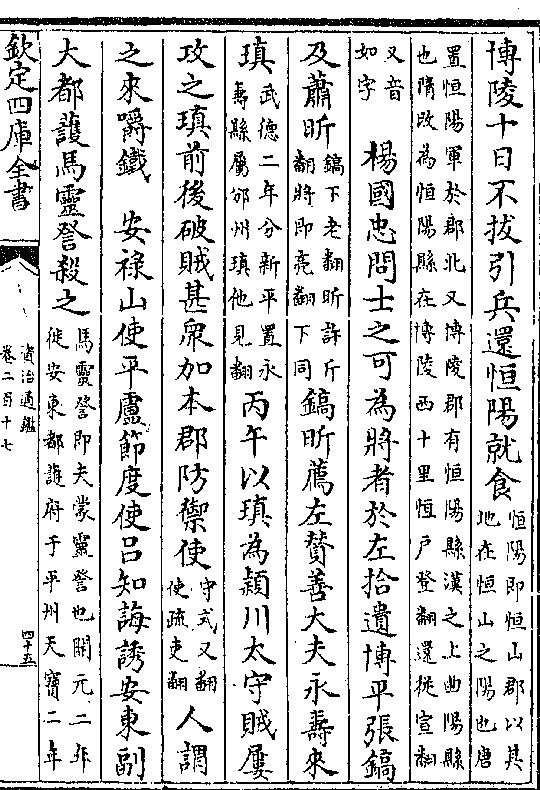 博陵十日不拔引兵還恒陽就食恒陽即恒山郡以其地在恒山之陽也唐
置恒陽軍於郡北又博陵郡有恒陽縣漢之上曲陽縣也隋改為恒陽縣在博陵西十里恒戶登翻還從宣翻
又音如字 楊國忠問士之可為將者於左拾遺博平張鎬
及蕭昕鎬下老翻昕許斤翻將即亮翻下同鎬昕薦左贊善大夫永壽來
瑱武德二年分新平置永壽縣屬邠州瑱他見翻丙午以瑱為潁川太守賊屢
攻之瑱前後破賊甚衆加本郡防禦使守式又翻使疏吏翻人謂
之來嚼鐵 安祿山使平盧節度使呂知誨誘安東副
大都護馬靈詧殺之馬靈詧即夫蒙靈詧也開元二年徙安東都護府于平州天寶二年
欽定四庫全書
資治通鑑
卷二百十七
四十五